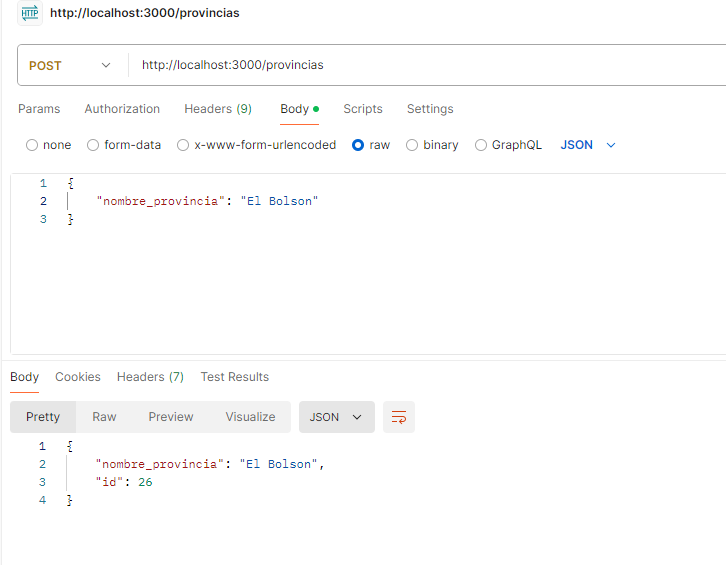 HTTP http://localhost:3000/provincias
POST http://localhost:3000/provincias
Params Authorization Headers (9) Body Scripts Settings
none form-data x-www-form-urlencoded raw binary GraphQL JSON
1 {
2 "nombre_provincia": "El Bolson"
3 }
Body Cookies Headers (7) Test Results
Pretty Raw Preview Visualize JSON
1 {
2 "nombre_provincia": "El Bolson",
3 "id": 26
4 }